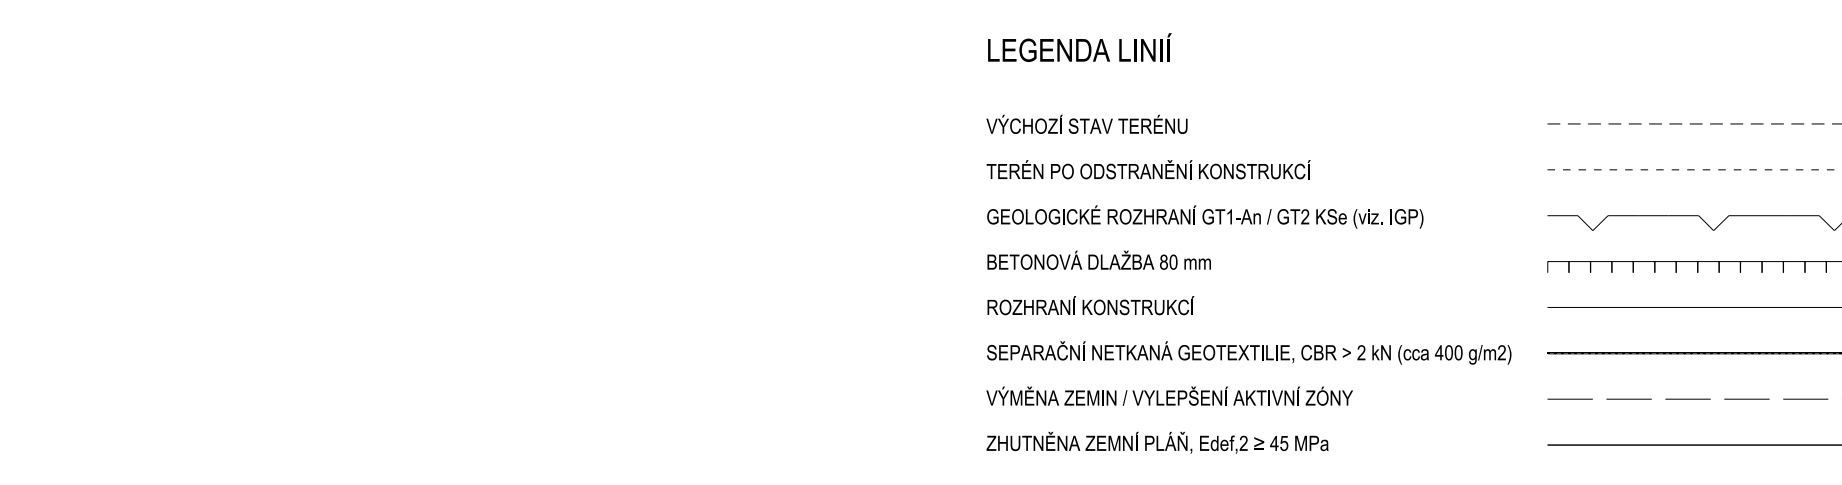 LEGENDA LINIÍ
VÝCHOZÍ STAV TERÉNU
TERÉN PO ODSTRANĚNÍ KONSTRUKCÍ
GEOLOGICKÉ ROZHRANÍ GT1-An / GT2 KSe (viz. IGP)
BETONOVÁ DLAŽBA 80 mm
ROZHRANÍ KONSTRUKCÍ
SEPARAČNÍ NETKANÁ GEOTEXTILIE, CBR > 2 kN (cca 400 g/m2)
VÝMĚNA ZEMIN / VYLEPŠENÍ AKTIVNÍ ZÓNY
ZHUTNĚNA ZEMNÍ PLÁŇ, Edef,2 ≥ 45 MPa